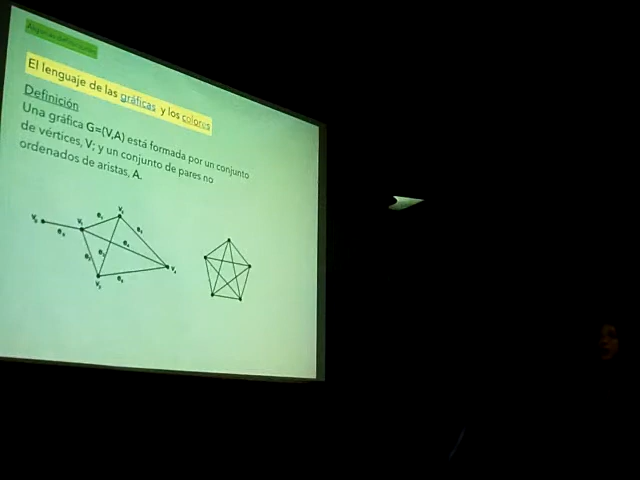 El lenguaje de las gráficas y los colores
Definición
Una gráfica G=(V,A) está formada por un conjunto
de vértices, V; y un conjunto de pares no
ordenados de aristas, A.